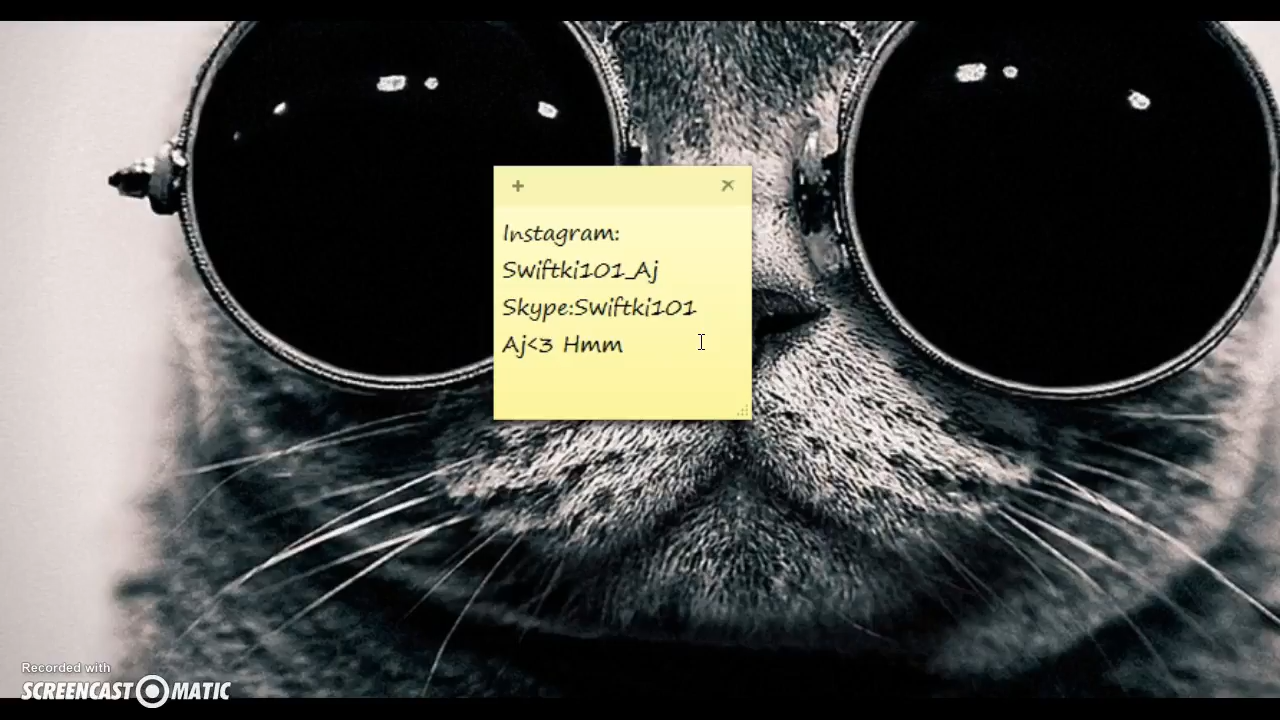 Instagram:
Swiftki101_Aj
Skype:Swiftki101
Aj<3 Hmm
Recorded with
SCREENCAST MATIC